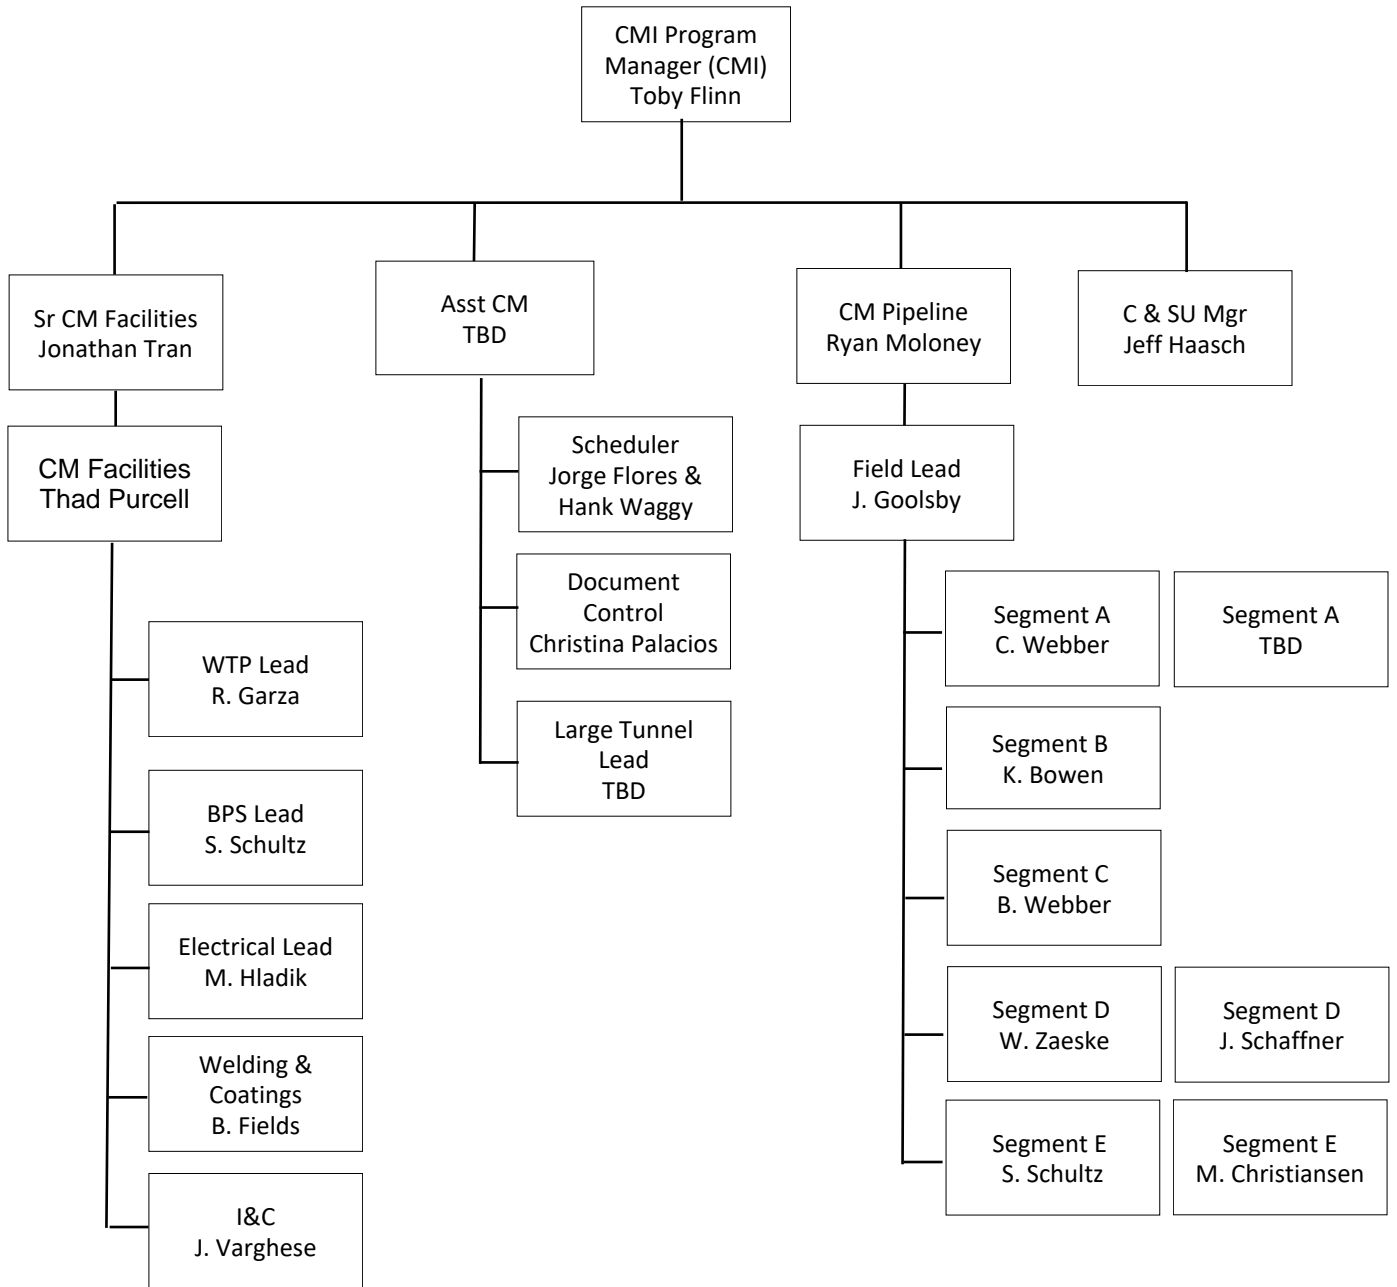 CMI Program
Manager (CMI)
Toby Flinn
Sr CM Facilities
Jonathan Tran
Asst CM
TBD
CM Pipeline
Ryan Moloney
C & SU Mgr
Jeff Haasch
CM Facilities
Thad Purcell
Scheduler
Jorge Flores &
Hank Waggy
Field Lead
J. Goolsby
Document
Control
Christina Palacios
Segment A
C. Webber
Segment A
TBD
WTP Lead
R. Garza
Large Tunnel
Lead
TBD
Segment B
K. Bowen
BPS Lead
S. Schultz
Segment C
B. Webber
Electrical Lead
M. Hladik
Segment D
W. Zaeske
Segment D
J. Schaffner
Welding &
Coatings
B. Fields
Segment E
S. Schultz
Segment E
M. Christiansen
I&C
J. Varghese